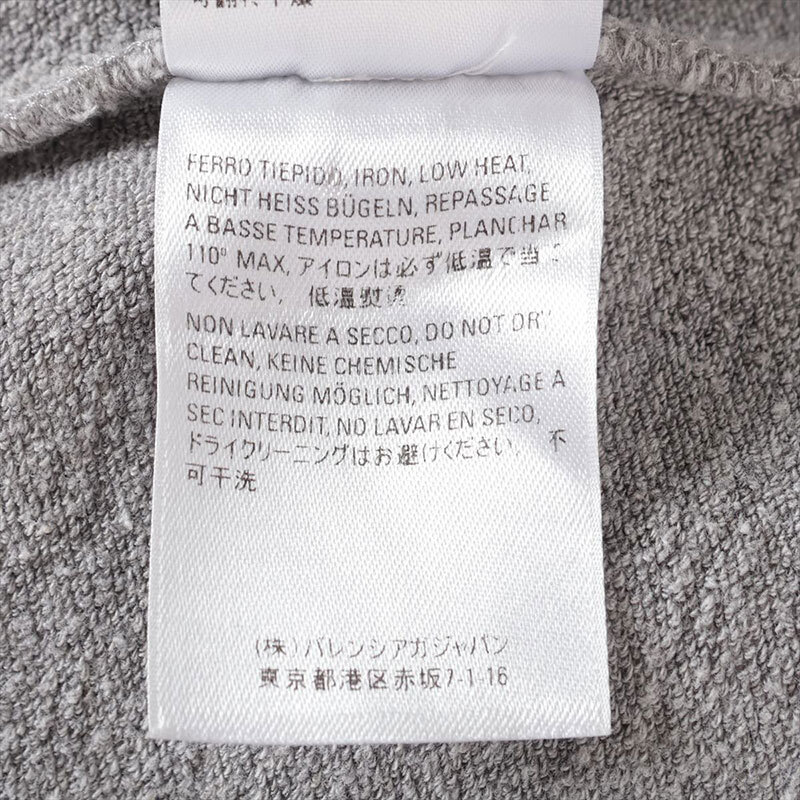 FERRO TIEPIDO, IRON, LOW HEAT,
NICHT HEISS BÜGELN, REPASSAGE
A BASSE TEMPERATURE, PLANCHAR
110° MAX, アイロンは必ず低温で当て
てください, 低溫熨燙
NON LAVARE A SECCO, DO NOT DRY
CLEAN, KEINE CHEMISCHE
REINIGUNG MÖGLICH, NETTOYAGE A
SEC INTERDIT, NO LAVAR EN SECO,
ドライクリーニングはお避けください, 不
可干洗
(株)バレンシアガジャパン
東京都港区赤坂7-1-16